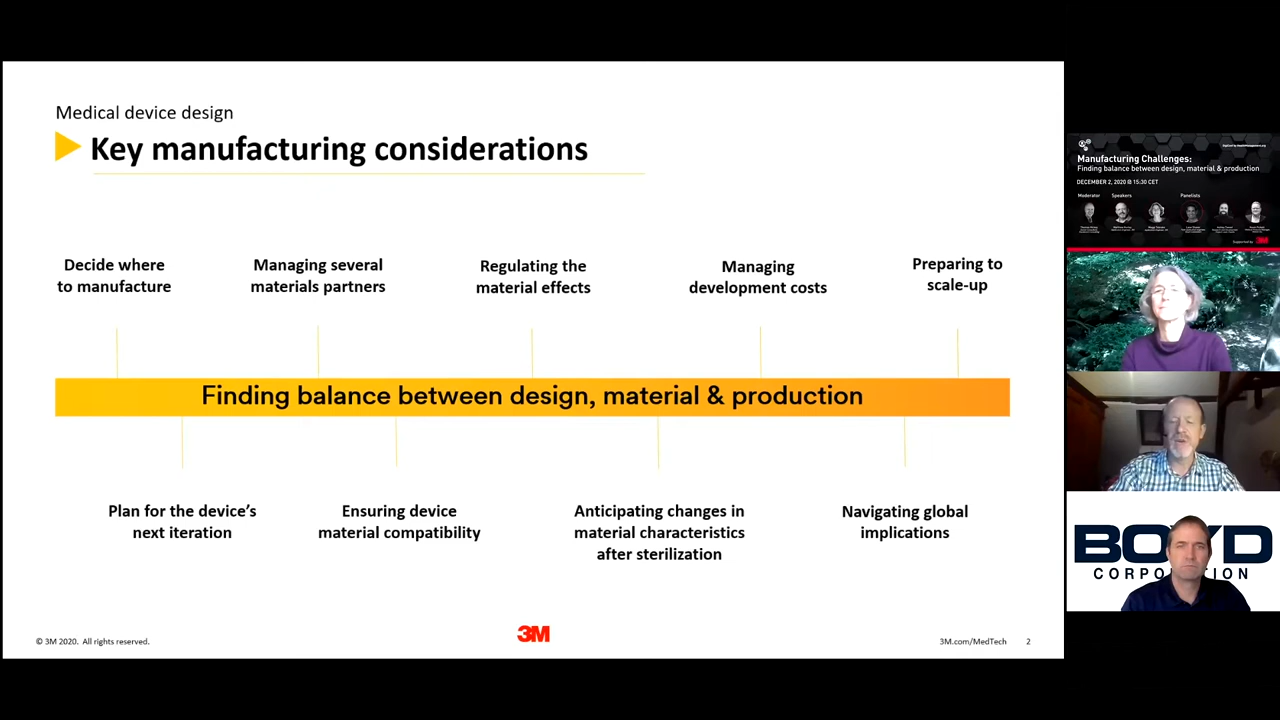 Medical device design
Key manufacturing considerations
Decide where
to manufacture
Managing several
materials partners
Regulating the
material effects
Managing
development costs
Preparing to
scale-up
Finding balance between design, material & production
Plan for the device's
next iteration
Ensuring device
material compatibility
Anticipating changes in
material characteristics
after sterilization
Navigating global
implications
© 3M 2020. All rights reserved.
3M
3M.com/MedTech
2
Manufacturing Challenges:
Finding balance between design, material & production
DECEMBER 2, 2020 @ 15:30 CET
Moderator
Speakers
Panelists
Supported by
3M
BOYD